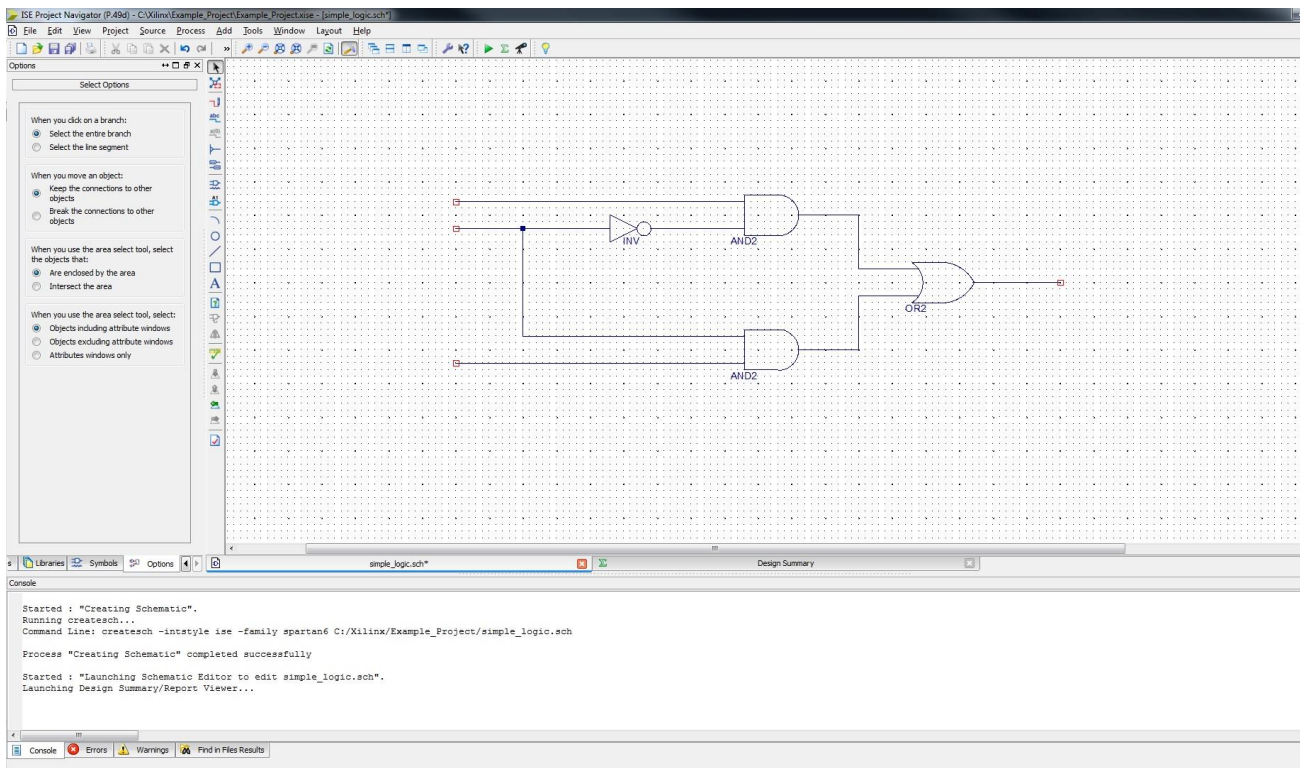 ISE Project Navigator (P.49d) - C:\Xilinx\Example_Project\Example_Project.xise - [simple_logic.sch*]
File Edit View Project Source Process Add Tools Window Layout Help
Options
Select Options
When you click on a branch:
Select the entire branch
Select the line segment
When you move an object:
Keep the connections to other
objects
Break the connections to other
objects
When you use the area select tool, select
the objects that:
Are enclosed by the area
Intersect the area
When you use the area select tool, select:
Objects including attribute windows
Objects excluding attribute windows
Attributes windows only
abc
A
INV
AND2
OR2
AND2
s Libraries Symbols Options simple_logic.sch* Design Summary
Console
Started : "Creating Schematic".
Running createsch...
Command Line: createsch -intstyle ise -family spartan6 C:/Xilinx/Example_Project/simple_logic.sch
Process "Creating Schematic" completed successfully
Started : "Launching Schematic Editor to edit simple_logic.sch".
Launching Design Summary/Report Viewer...
Console Errors Warnings Find in Files Results